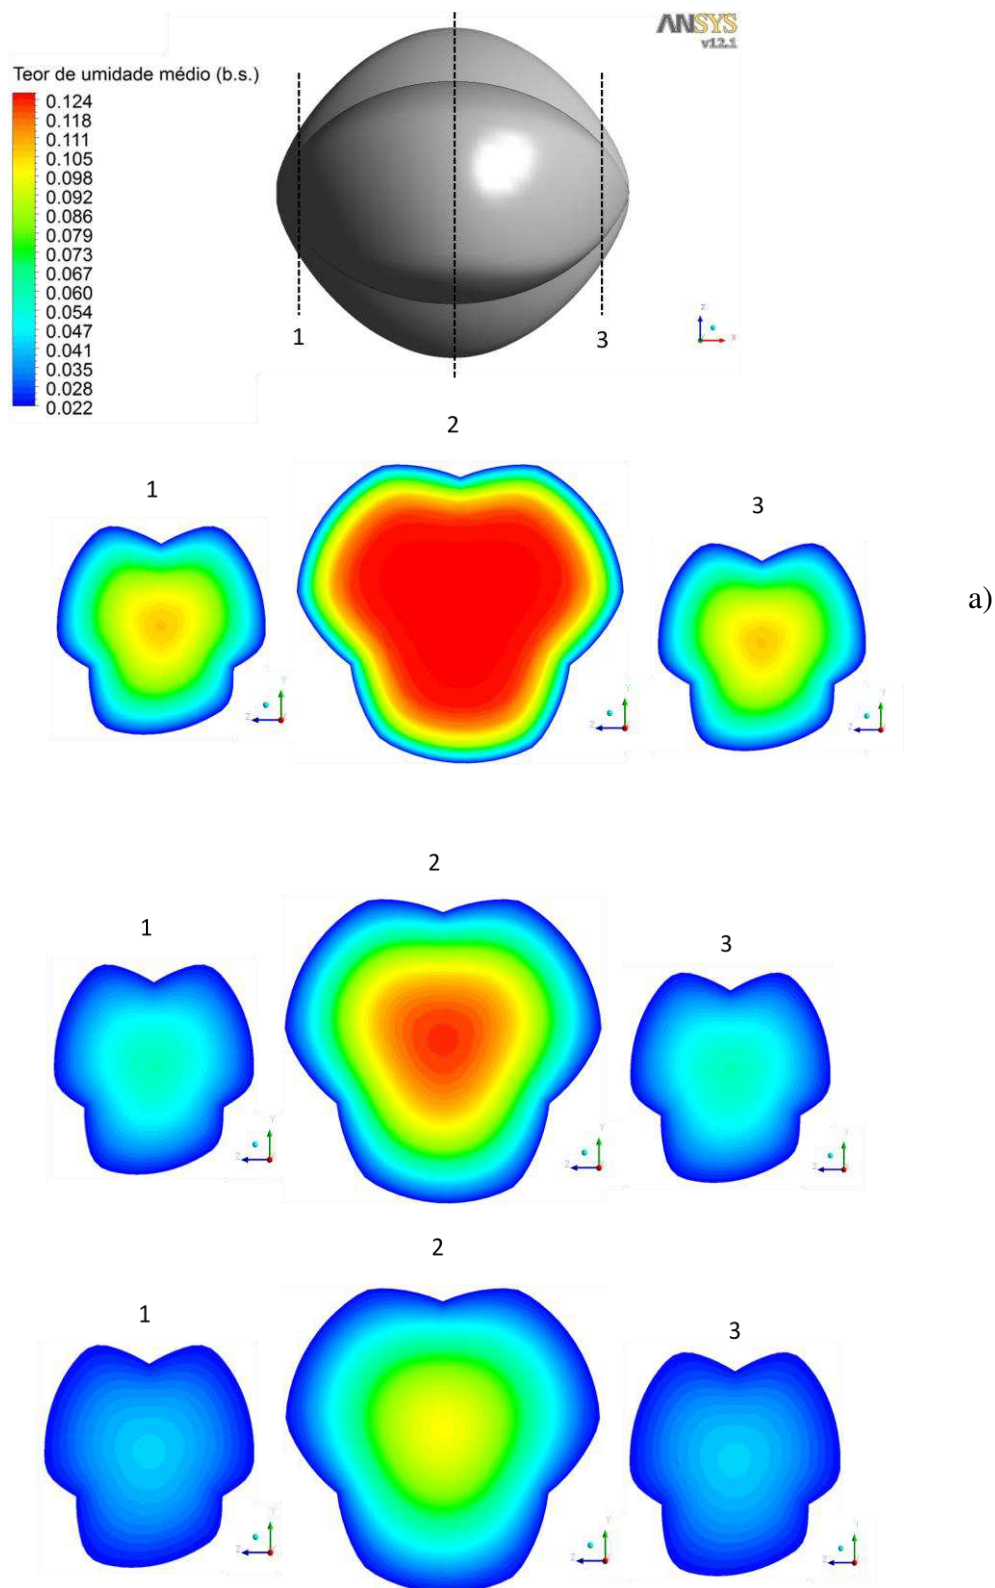 ANSYS
v12.1
Teor de umidade médio (b.s.)
0.124
0.118
0.111
0.105
0.098
0.092
0.086
0.079
0.073
0.067
0.060
0.054
0.047
0.041
0.035
0.028
0.022
1
3
Z
X
2
1
3
a)
Y
Z
Y
Z
Y
Z
2
1
3
Y
Z
Y
Z
Y
Z
2
1
3
Y
Z
Y
Z
Y
Z